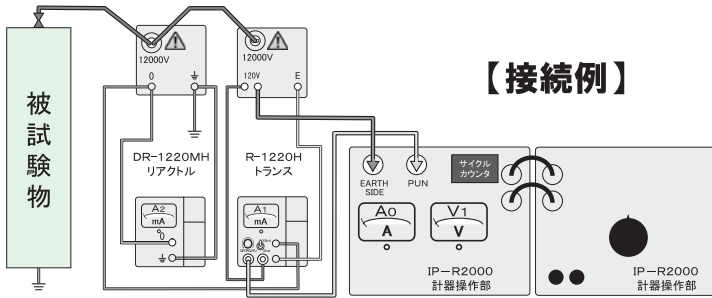 【接続例】
被試験物
12000V
0
DR-1220MH
リアクトル
A2
mA
0
12000V
120V
E
R-1220H
トランス
A1
mA
EARTH
SIDE
PUN
サイクル
カウンタ
A0
A
V1
V
IP-R2000
計器操作部
IP-R2000
計器操作部